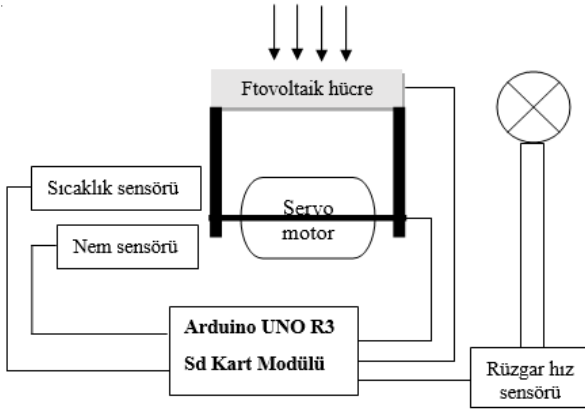 Ftovoltaik hücre
Sıcaklık sensörü
Servo
motor
Nem sensörü
Arduino UNO R3
Sd Kart Modülü
Rüzgar hız
sensörü